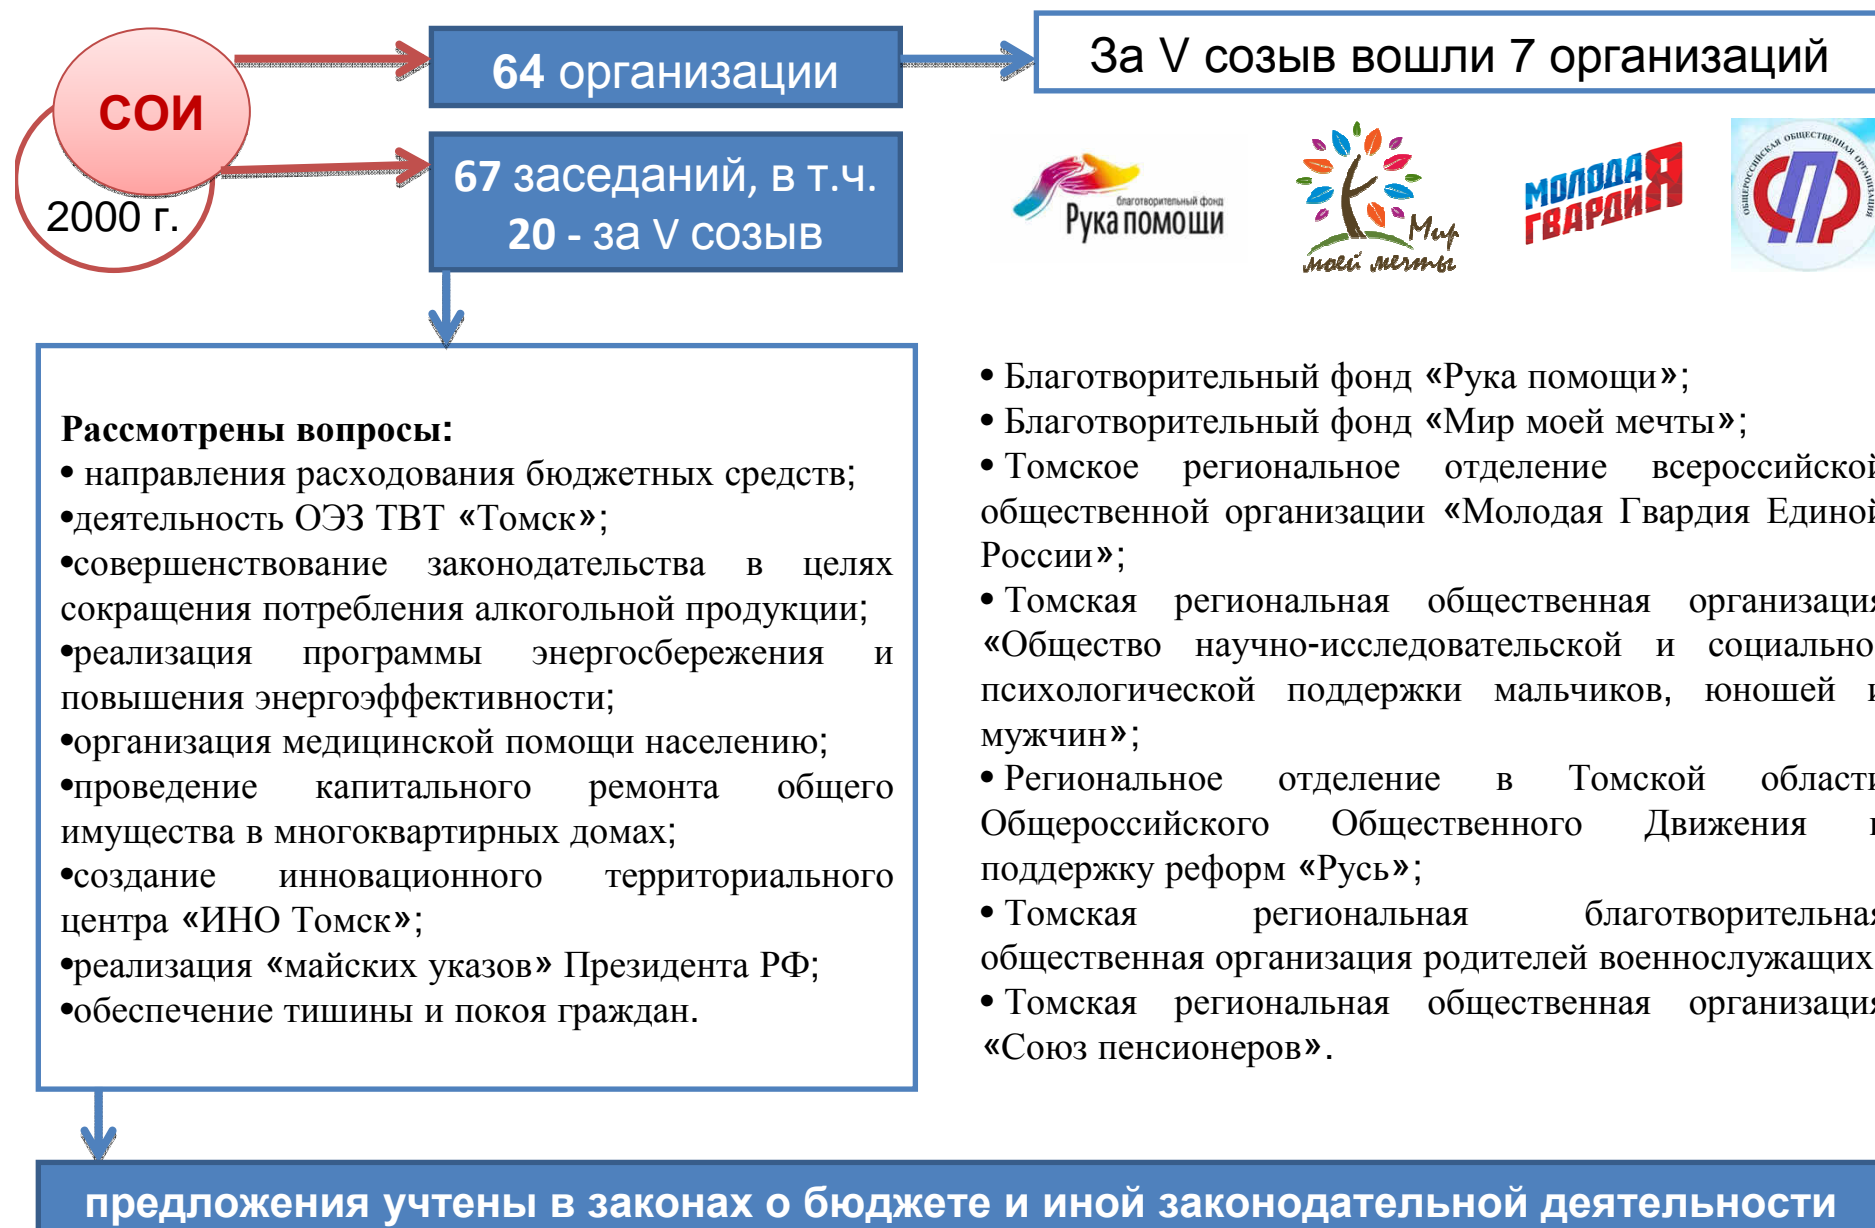 СОИ
2000 г.
64 организации
67 заседаний, в т.ч.
20 - за V созыв
За V созыв вошли 7 организаций
благотворительный фонд
Рука помощи
Мир
моей мечты
МОЛОДАЯ
ГВАРДИЯ
ОБЩЕРОССИЙСКАЯ ОБЩЕСТВЕННАЯ ОРГАНИЗАЦИЯ
Рассмотрены вопросы:
• направления расходования бюджетных средств;
•деятельность ОЭЗ ТВТ «Томск»;
•совершенствование законодательства в целях
сокращения потребления алкогольной продукции;
•реализация программы энергосбережения и
повышения энергоэффективности;
•организация медицинской помощи населению;
•проведение капитального ремонта общего
имущества в многоквартирных домах;
•создание инновационного территориального
центра «ИНО Томск»;
•реализация «майских указов» Президента РФ;
•обеспечение тишины и покоя граждан.
• Благотворительный фонд «Рука помощи»;
• Благотворительный фонд «Мир моей мечты»;
• Томское региональное отделение всероссийской
общественной организации «Молодая Гвардия Единой
России»;
• Томская региональная общественная организация
«Общество научно-исследовательской и социально
психологической поддержки мальчиков, юношей и
мужчин»;
• Региональное отделение в Томской области
Общероссийского Общественного Движения
поддержку реформ «Русь»;
• Томская региональная благотворительная
общественная организация родителей военнослужащих
• Томская региональная общественная организация
«Союз пенсионеров».
предложения учтены в законах о бюджете и иной законодательной деятельности